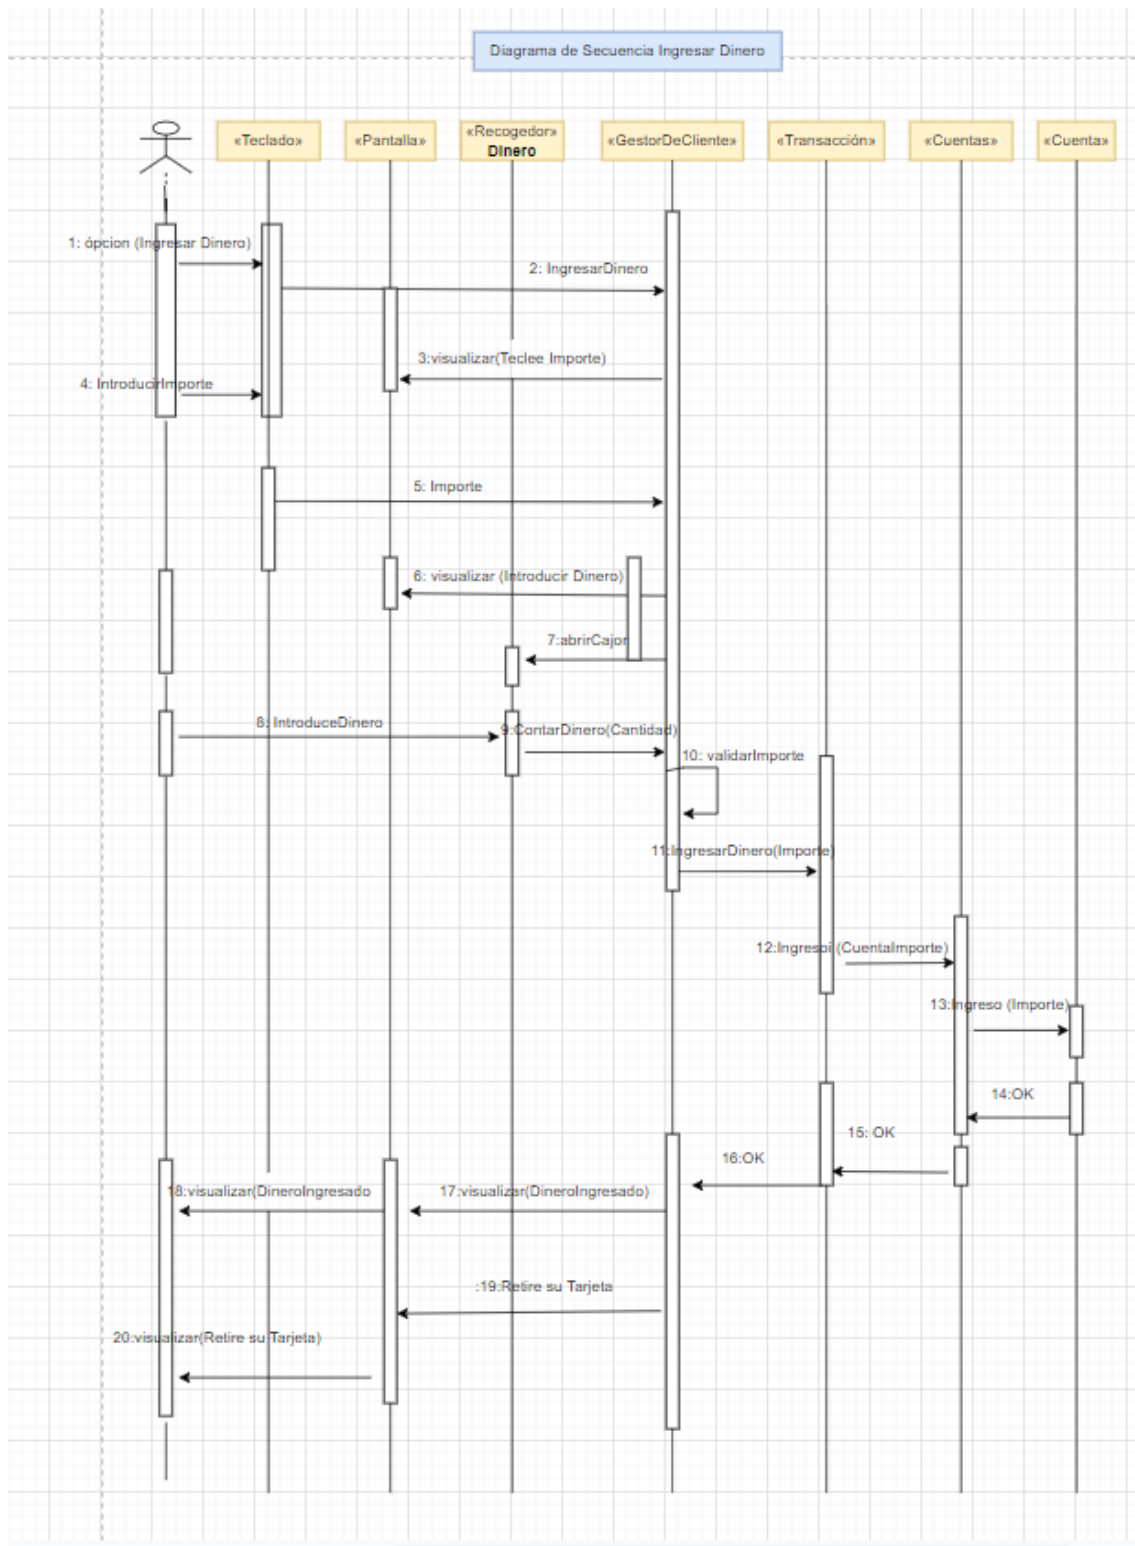 Diagrama de Secuencia Ingresar Dinero
«Teclado»
«Pantalla»
«Recogedor»
Dinero
«GestorDeCliente»
«Transacción»
«Cuentas»
«Cuenta»
1: ópcion (Ingresar Dinero)
2: IngresarDinero
3:visualizar(Teclee Importe)
4: IntroducirImporte
5: Importe
6: visualizar (Introducir Dinero)
7:abrirCajor
8: IntroduceDinero
9:ContarDinero(Cantidad)
10: validarImporte
11:IngresarDinero(Importe)
12:Ingresoi (CuentaImporte)
13:Ingreso (Importe)
14:OK
15: OK
16:OK
17:visualizar(DineroIngresado)
18:visualizar(DineroIngresado
:19:Retire su Tarjeta
20:visualizar(Retire su Tarjeta)